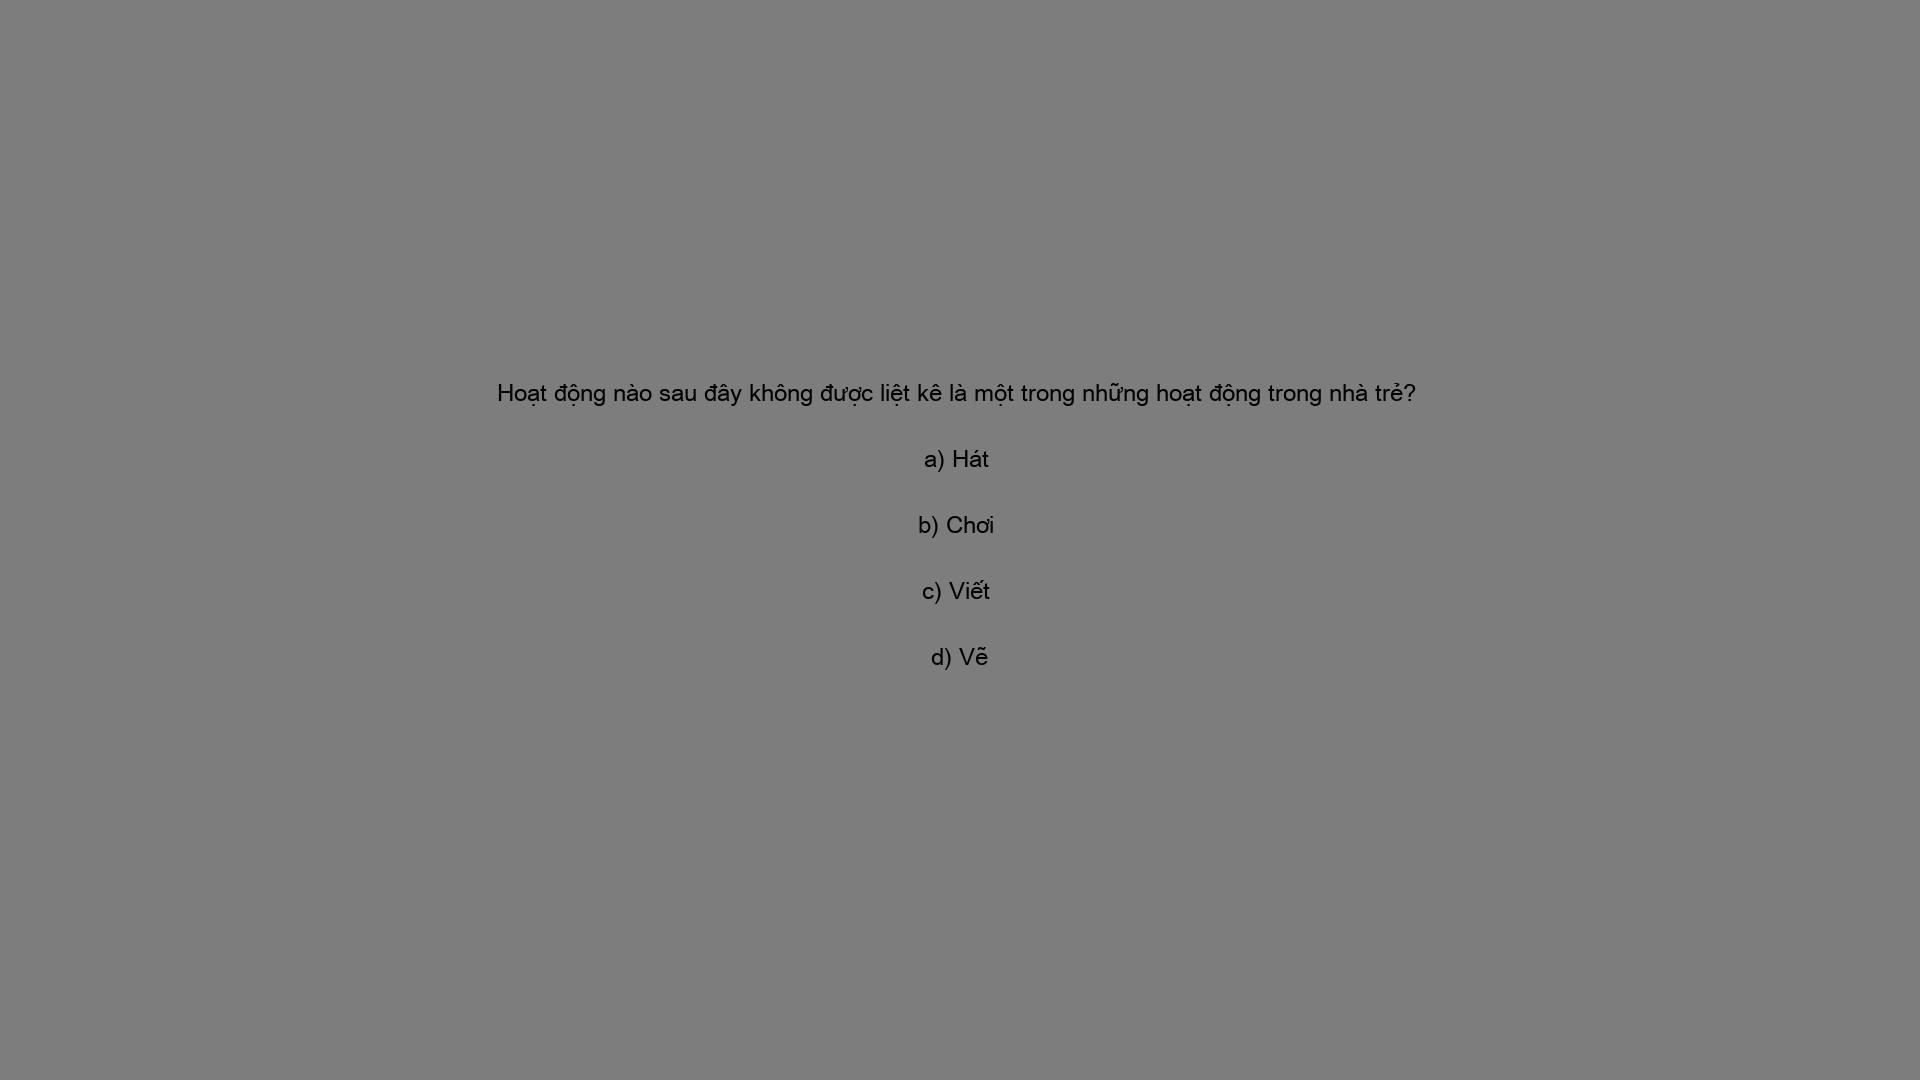 Hoạt động nào sau đây không được liệt kê là một trong những hoạt động trong nhà trẻ?
a) Hát
b) Chơi
c) Viết
d) Vẽ